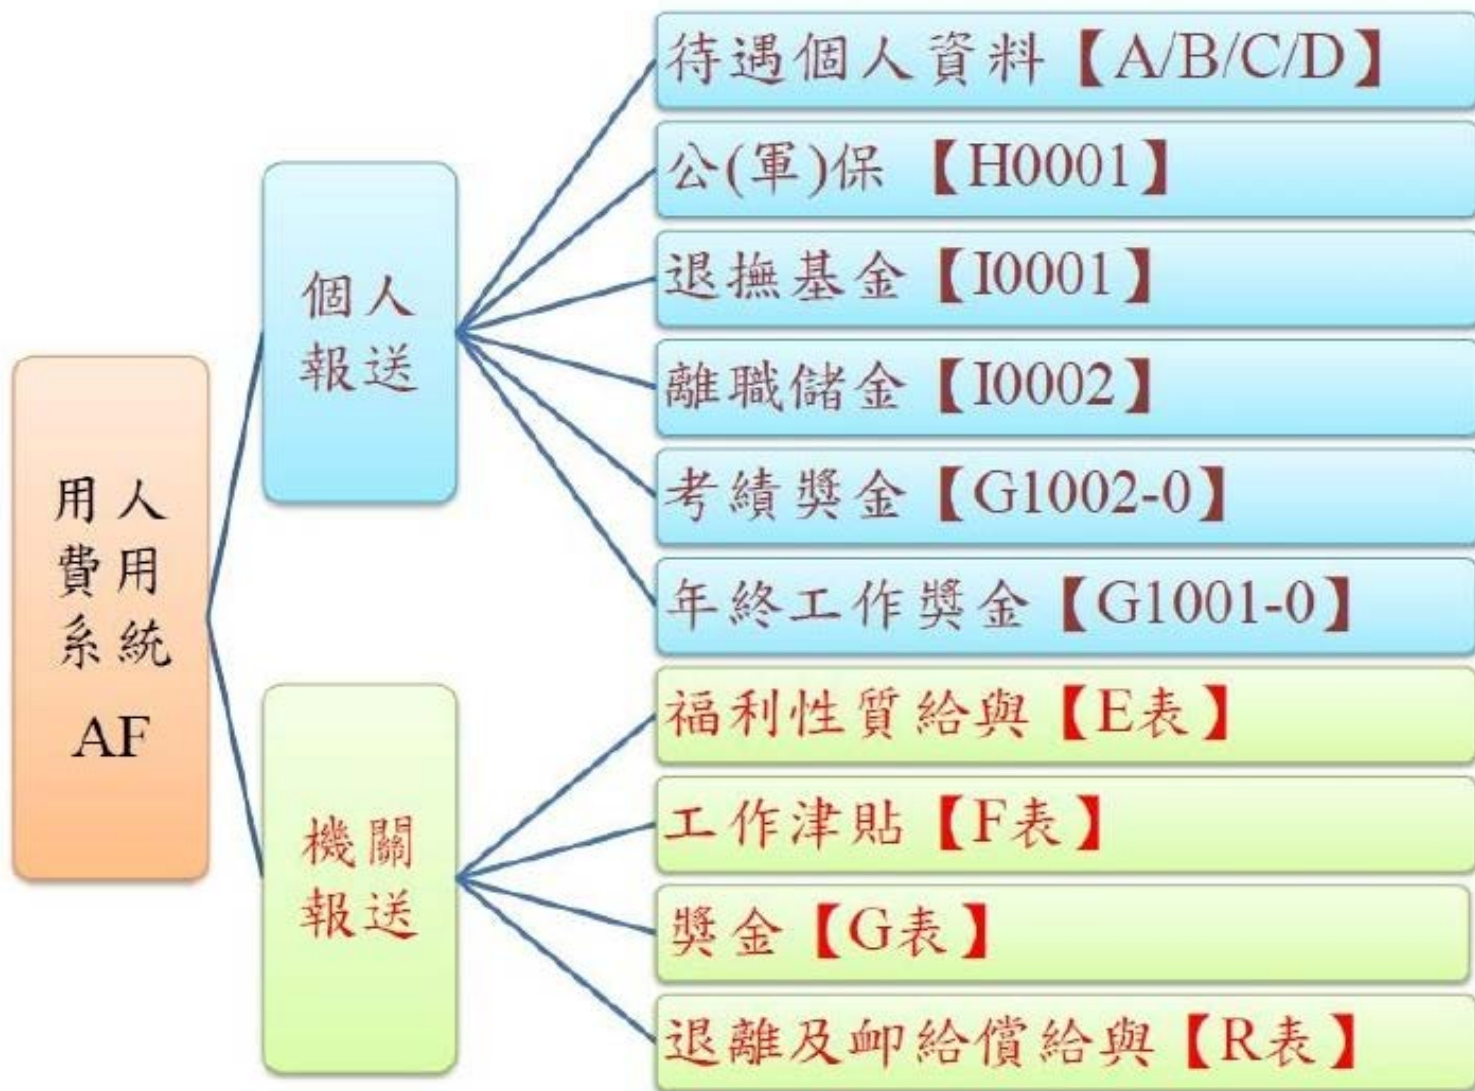 用人
費用
系統
AF
個人
報送
待遇個人資料【A/B/C/D】
公(軍)保 【H0001】
退撫基金【I0001】
離職儲金【I0002】
考績獎金【G1002-0】
年終工作獎金【G1001-0】
機關
報送
福利性質給與【E表】
工作津貼【F表】
獎金【G表】
退離及卹給償給與【R表】